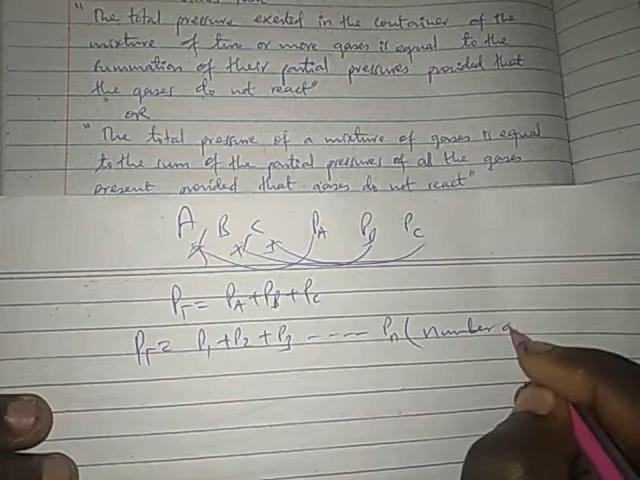 "The total pressure exerted in the container of the
mixture of two or more gases is equal to the
summation of their partial pressures provided that
the gases do not react"
OR
"The total pressure of a mixture of gases is equal
to the sum of the partial pressures of all the gases
present provided that gases do not react"
A B C PA PB PC
PT = PA+PB+PC
PT = P1+P2+P3 ---- Pn (number